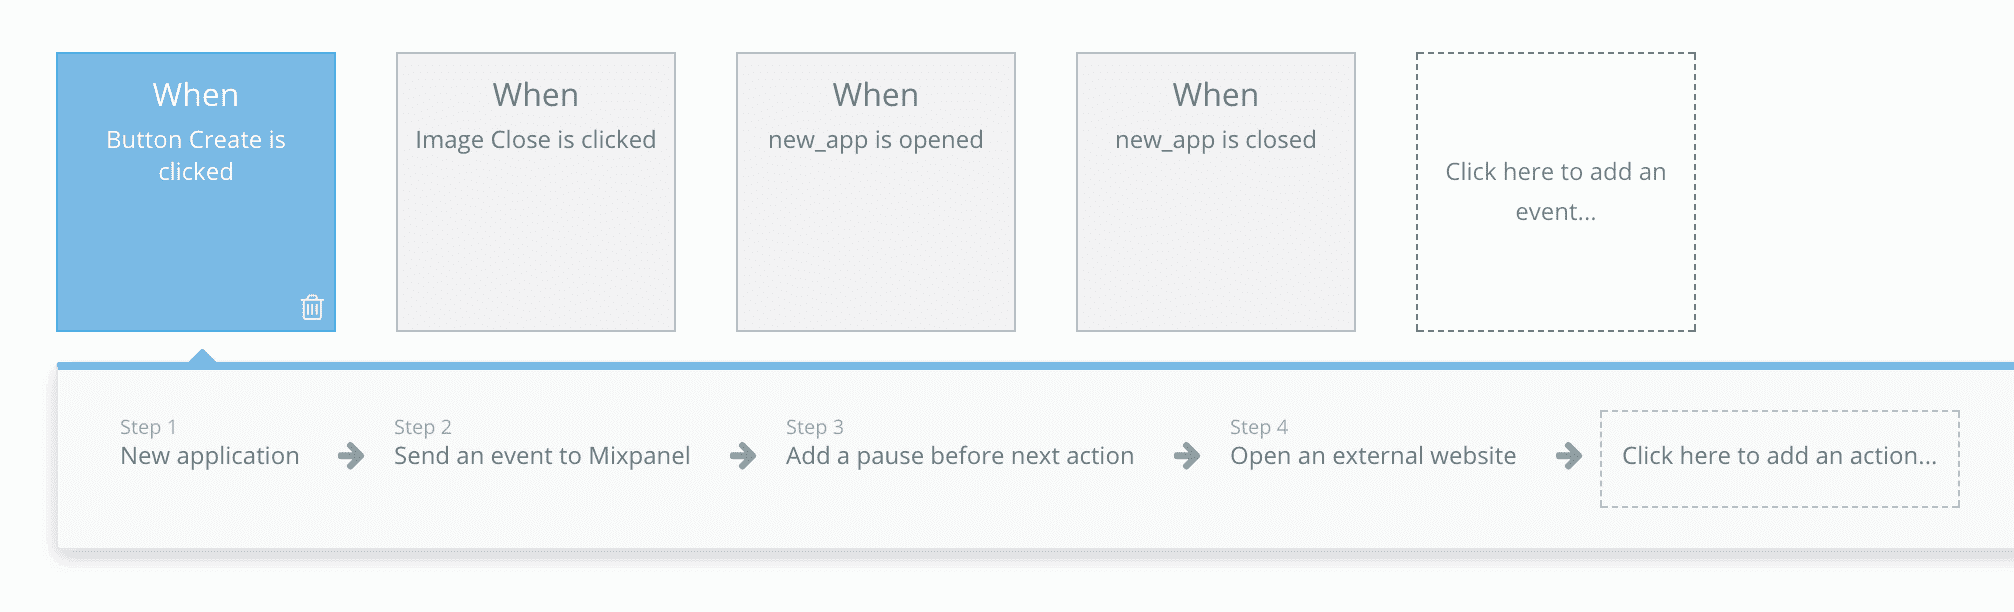 When
Button Create is
clicked
When
Image Close is clicked
When
new_app is opened
When
new_app is closed
Click here to add an
event...
Step 1
New application
Step 2
Send an event to Mixpanel
Step 3
Add a pause before next action
Step 4
Open an external website
Click here to add an action...